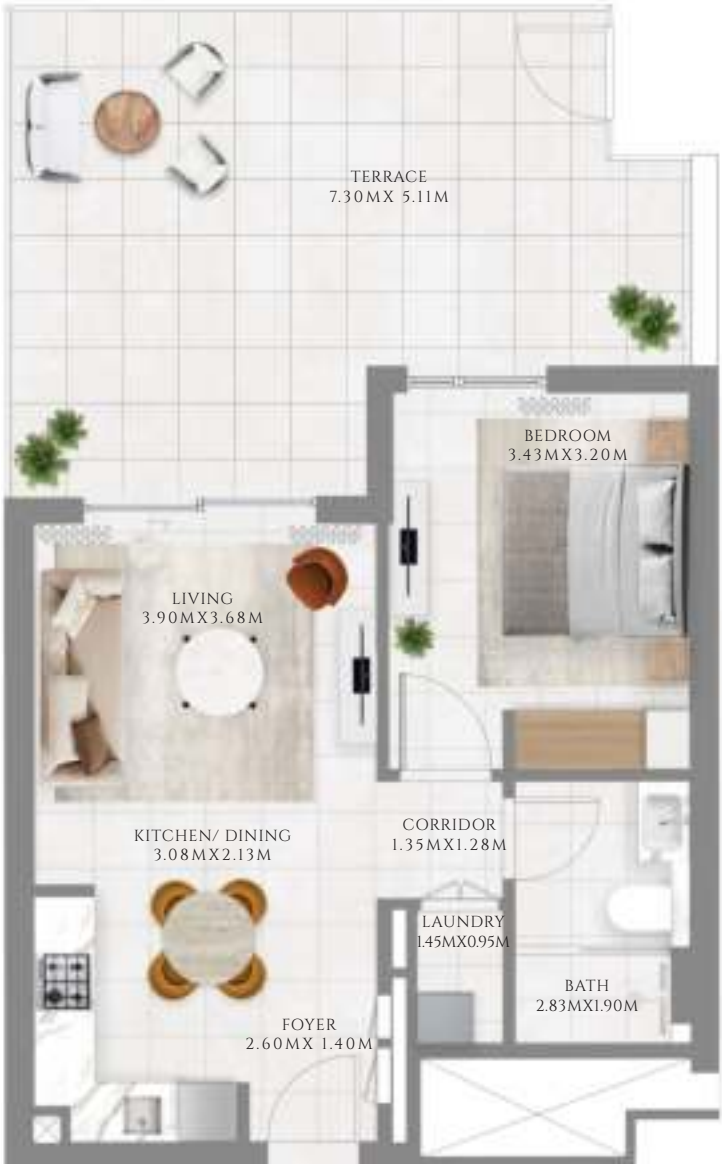 TERRACE
7.30MX 5.11M
BEDROOM
3.43MX3.20M
LIVING
3.90MX3.68M
KITCHEN/ DINING
3.08MX2.13M
CORRIDOR
1.35MX1.28M
LAUNDRY
1.45MX0.95M
BATH
2.83MX1.90M
FOYER
2.60MX 1.40M